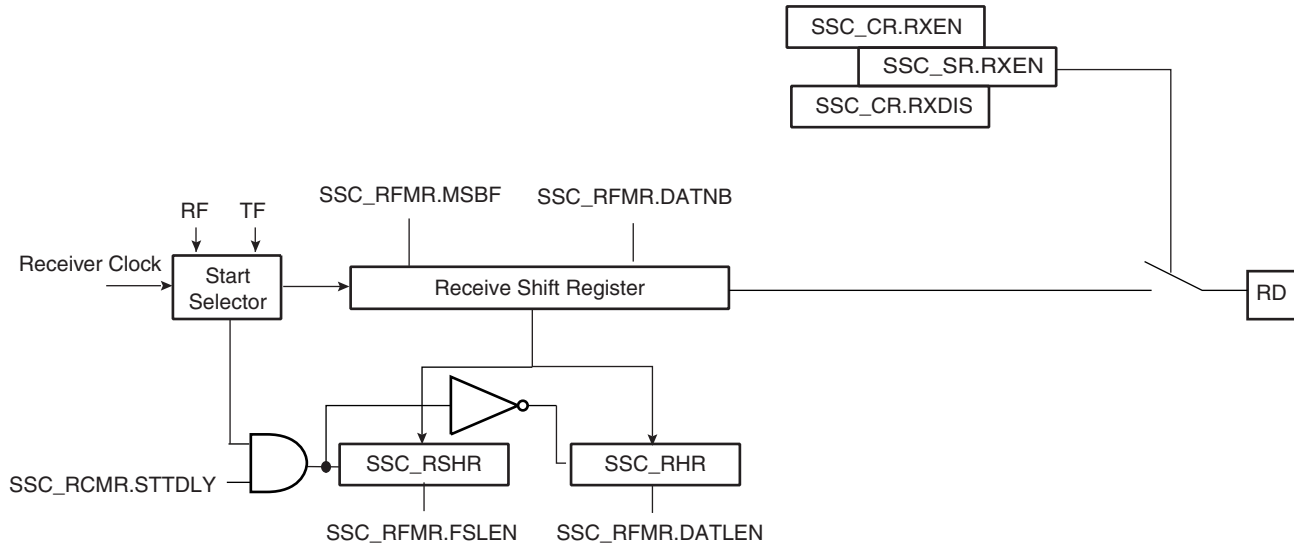 SSC_CR.RXEN
SSC_SR.RXEN
SSC_CR.RXDIS
SSC_RFMR.MSBF
SSC_RFMR.DATNB
RF
TF
Receiver Clock
Start
Selector
Receive Shift Register
RD
SSC_RSHR
SSC_RHR
SSC_RCMR.STTDLY
SSC_RFMR.FSLEN
SSC_RFMR.DATLEN